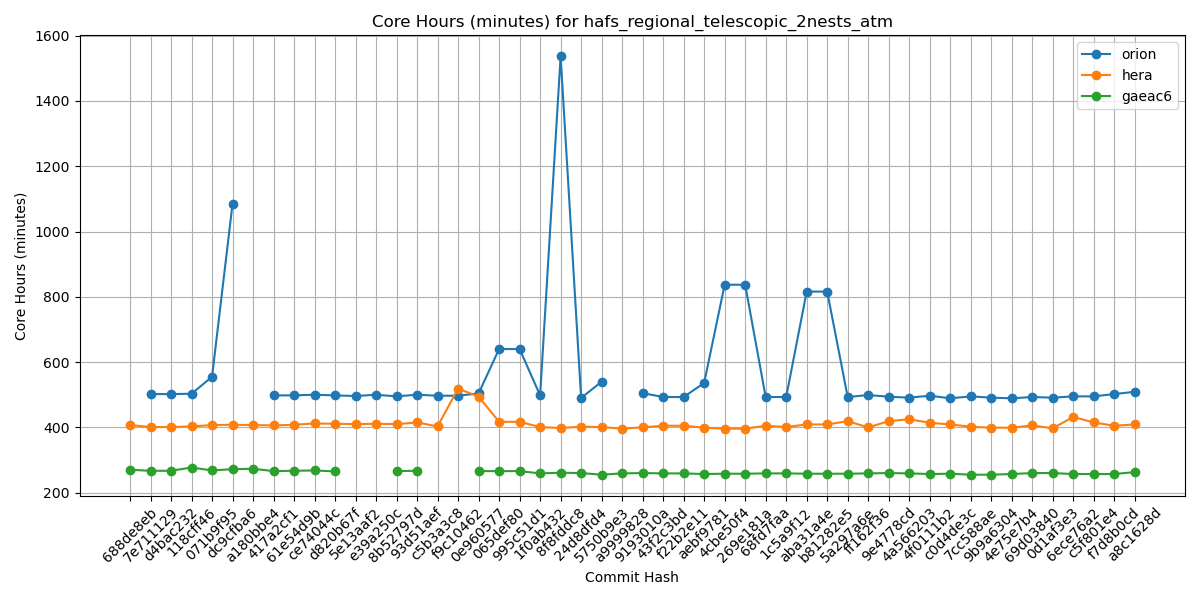 Core Hours (minutes) for hafs_regional_telescopic_2nests_atm
orion
hera
gaeac6
Core Hours (minutes)
1600
1400
1200
1000
800
600
400
200
688de8eb
7e711129
d4bac232
118cff46
071b9f95
dc9cfba6
a180bbe4
417a2cf1
61e54d9b
ce74044c
d820b67f
5e13aaf2
e39a250c
8b52797d
93d51aef
c5b3a3c8
f9c10462
0e960577
065def80
995c51d1
1f0ab432
8f8fddc8
24d8dfd4
5750b9e3
a9999828
9193010a
43f2c3bd
f22b2e11
aebf9781
4cbe50f4
269e181a
68fd7faa
1c5a9f12
aba31a4e
b81282e5
5a297a6e
ff162f36
9e4778cd
4a566203
4f011b2
c0d4de3c
7cc588ae
9b9a6304
4e75e7b4
69d03840
0d1af3e3
6ece76a2
c5f801e4
f7d8b0cd
a8c1628d
Commit Hash